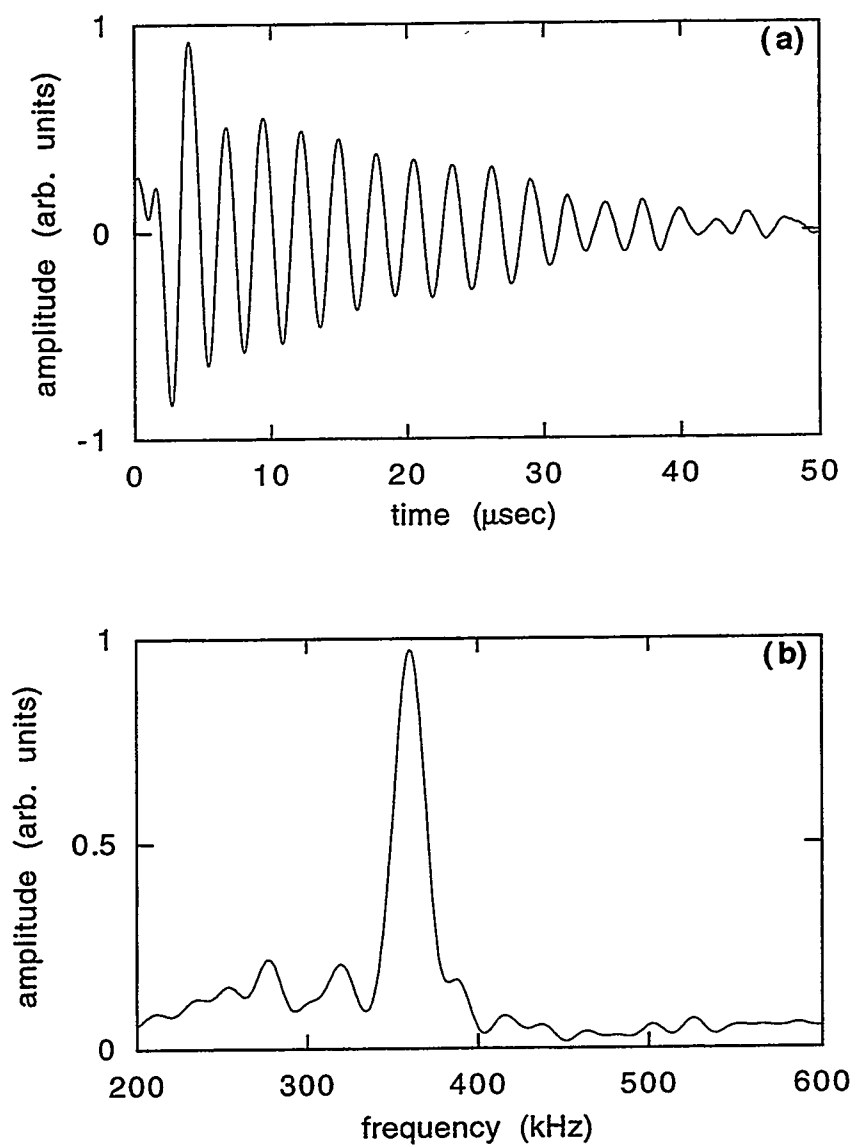 (a)
1
0
-1
amplitude (arb. units)
0 10 20 30 40 50
time (μsec)
(b)
1
0.5
0
amplitude (arb. units)
200 300 400 500 600
frequency (kHz)